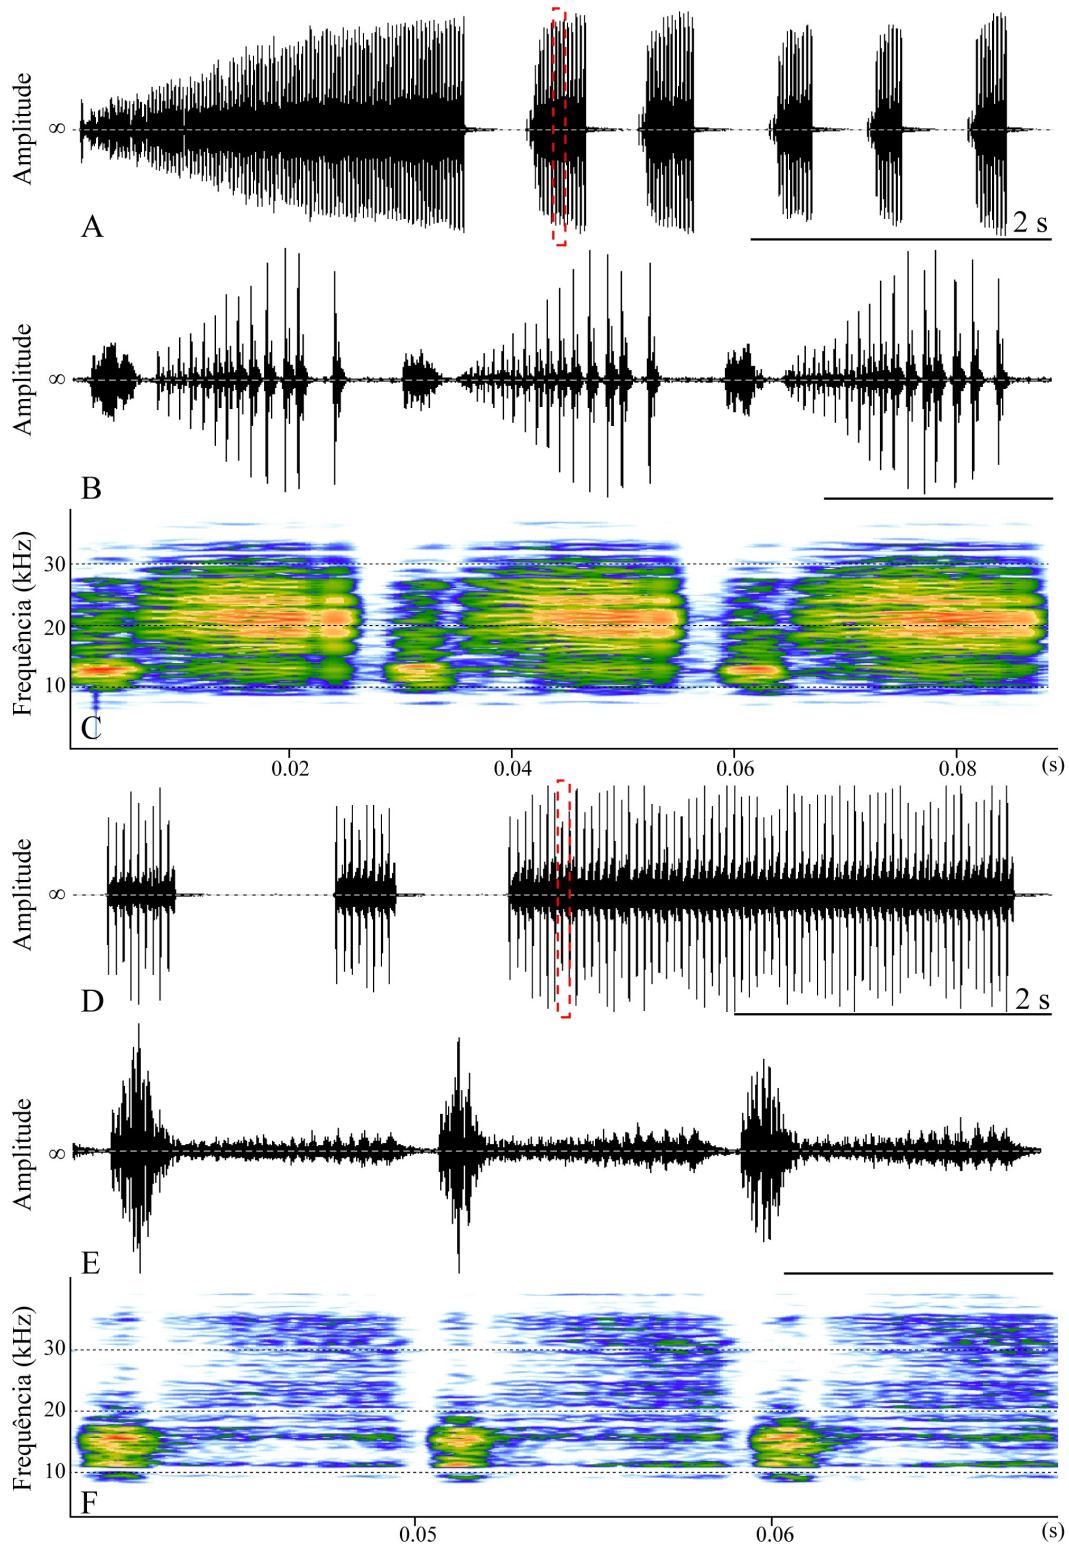 Amplitude
∞
A
2 s
Amplitude
∞
B
Frequência (kHz)
30
20
10
C
0.02
0.04
0.06
0.08
(s)
Amplitude
∞
D
2 s
Amplitude
∞
E
Frequência (kHz)
30
20
10
F
0.05
0.06
(s)